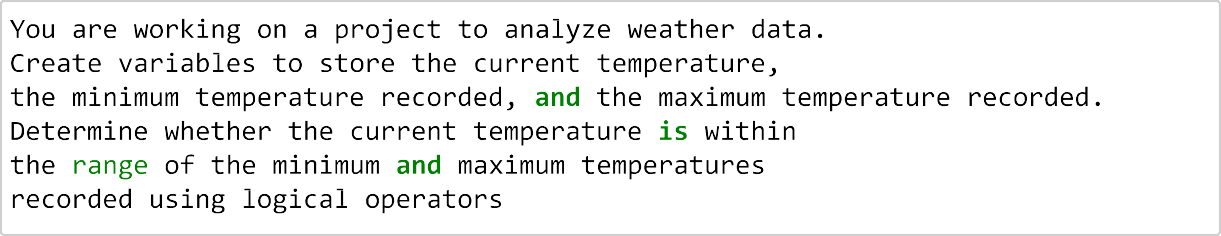 You are working on a project to analyze weather data.
Create variables to store the current temperature,
the minimum temperature recorded, and the maximum temperature recorded.
Determine whether the current temperature is within
the range of the minimum and maximum temperatures
recorded using logical operators